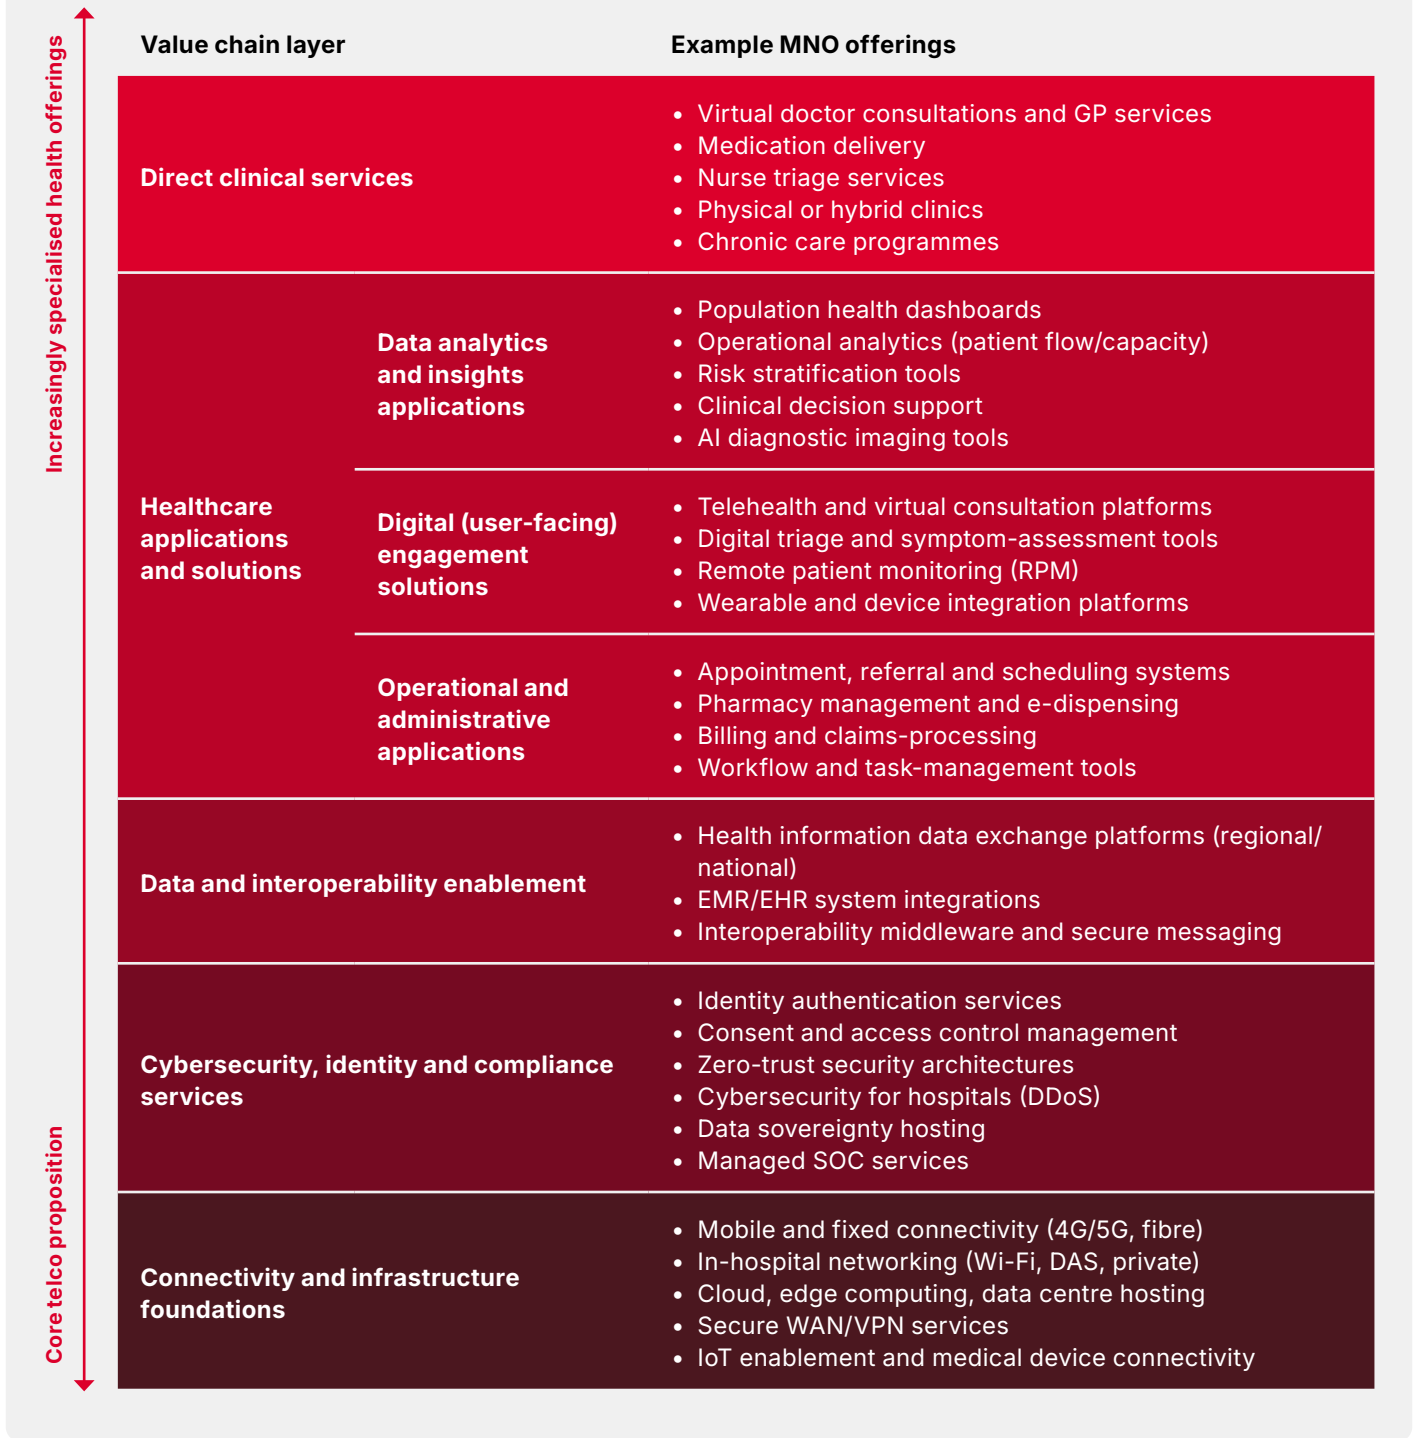 Increasingly specialised health offerings
Core telco proposition
Value chain layer
Example MNO offerings
Direct clinical services
• Virtual doctor consultations and GP services
• Medication delivery
• Nurse triage services
• Physical or hybrid clinics
• Chronic care programmes
Healthcare
applications
and solutions
Data analytics
and insights
applications
• Population health dashboards
• Operational analytics (patient flow/capacity)
• Risk stratification tools
• Clinical decision support
• AI diagnostic imaging tools
Digital (user-facing)
engagement
solutions
• Telehealth and virtual consultation platforms
• Digital triage and symptom-assessment tools
• Remote patient monitoring (RPM)
• Wearable and device integration platforms
Operational and
administrative
applications
• Appointment, referral and scheduling systems
• Pharmacy management and e-dispensing
• Billing and claims-processing
• Workflow and task-management tools
Data and interoperability enablement
• Health information data exchange platforms (regional/
national)
• EMR/EHR system integrations
• Interoperability middleware and secure messaging
Cybersecurity, identity and compliance
services
• Identity authentication services
• Consent and access control management
• Zero-trust security architectures
• Cybersecurity for hospitals (DDoS)
• Data sovereignty hosting
• Managed SOC services
Connectivity and infrastructure
foundations
• Mobile and fixed connectivity (4G/5G, fibre)
• In-hospital networking (Wi-Fi, DAS, private)
• Cloud, edge computing, data centre hosting
• Secure WAN/VPN services
• IoT enablement and medical device connectivity